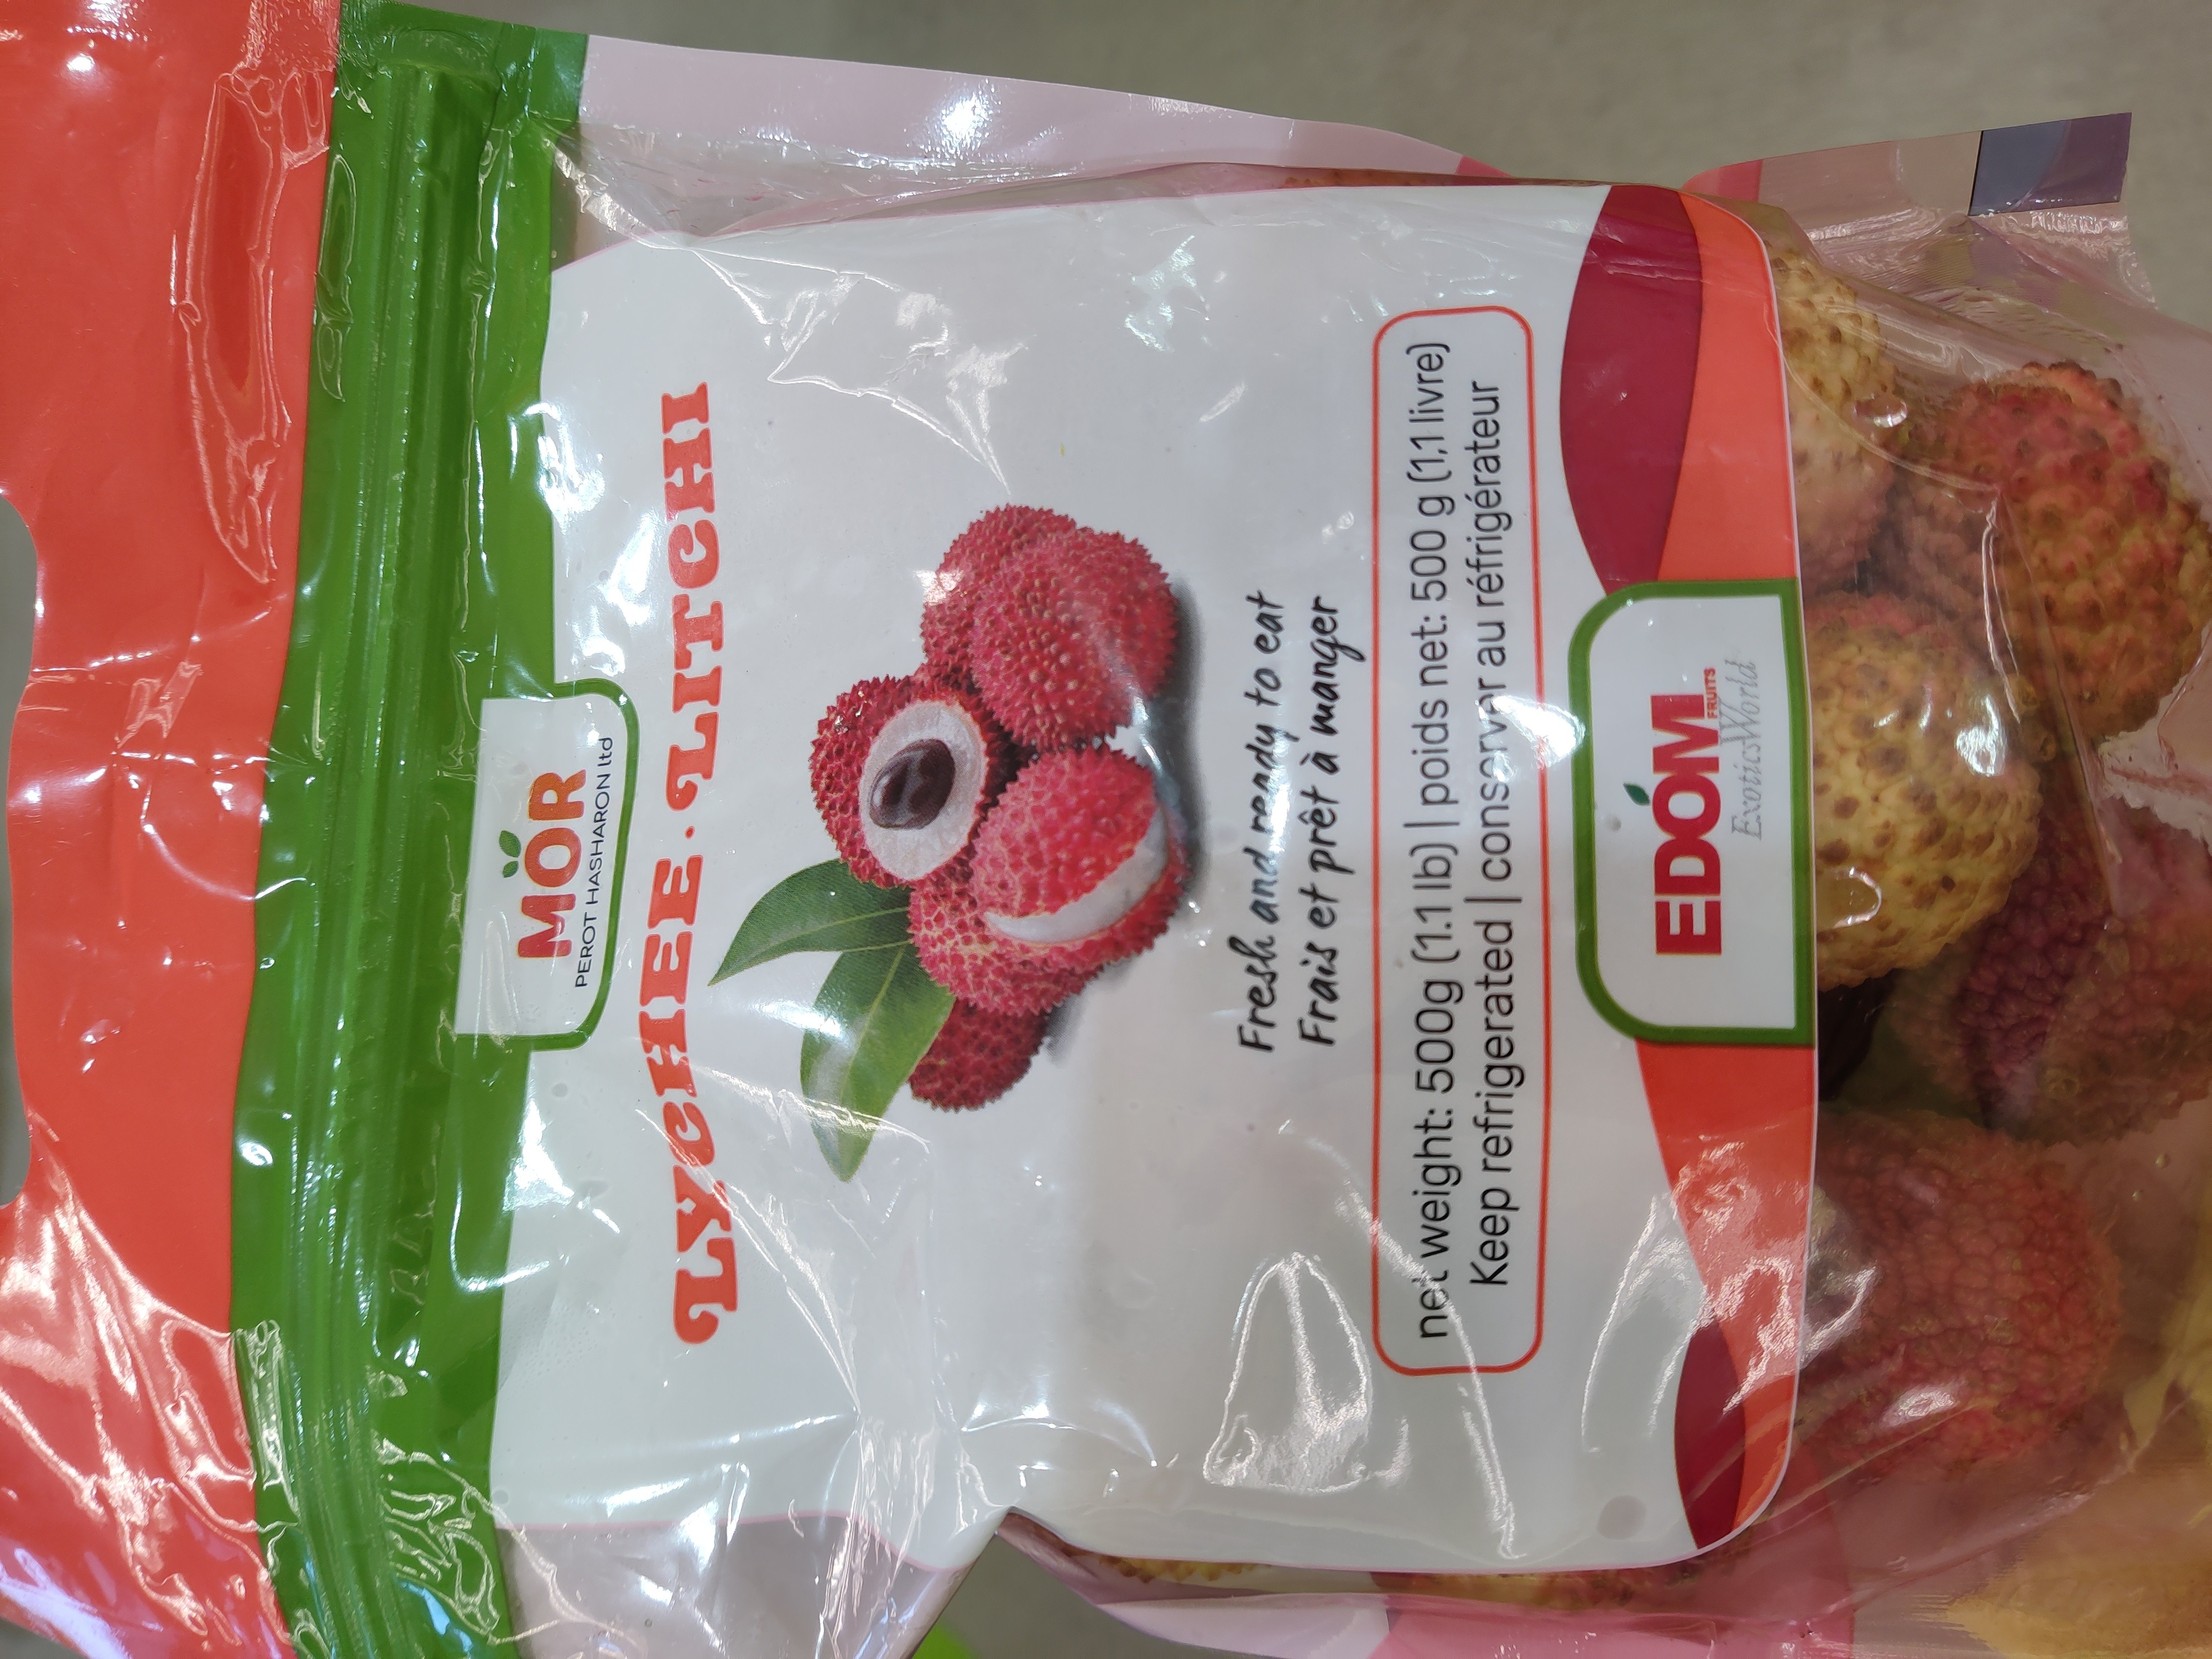 MOR
PEROT HASHARON ltd
LYCHEE · LITCHI
Fresh and ready to eat
Frais et prêt à manger
net weight: 500g (1.1 lb) | poids net: 500 g (1,1 livre)
Keep refrigerated | conserver au réfrigérateur
EDOM
FRUITS
ExoticsWorld